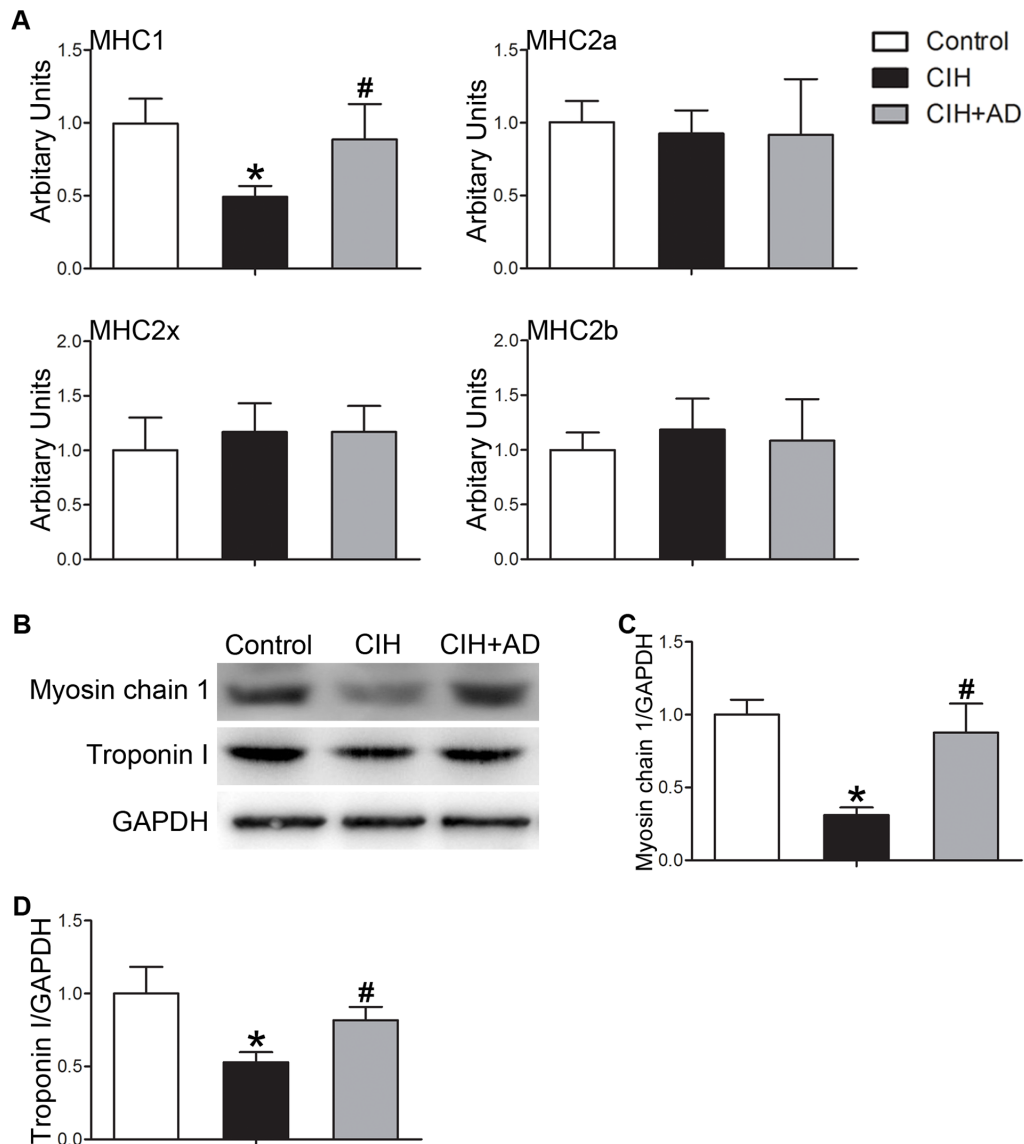 A
MHC1
Arbitary Units
1.5
1.0
0.5
0.0
*
#
MHC2a
Arbitary Units
1.5
1.0
0.5
0.0
Control
CIH
CIH+AD
MHC2x
Arbitary Units
2.0
1.5
1.0
0.5
0.0
MHC2b
Arbitary Units
2.0
1.5
1.0
0.5
0.0
B
Control CIH CIH+AD
Myosin chain 1
Troponin I
GAPDH
C
Myosin chain 1/GAPDH
1.5
1.0
0.5
0.0
*
#
D
Troponin I/GAPDH
1.5
1.0
0.5
0.0
*
#